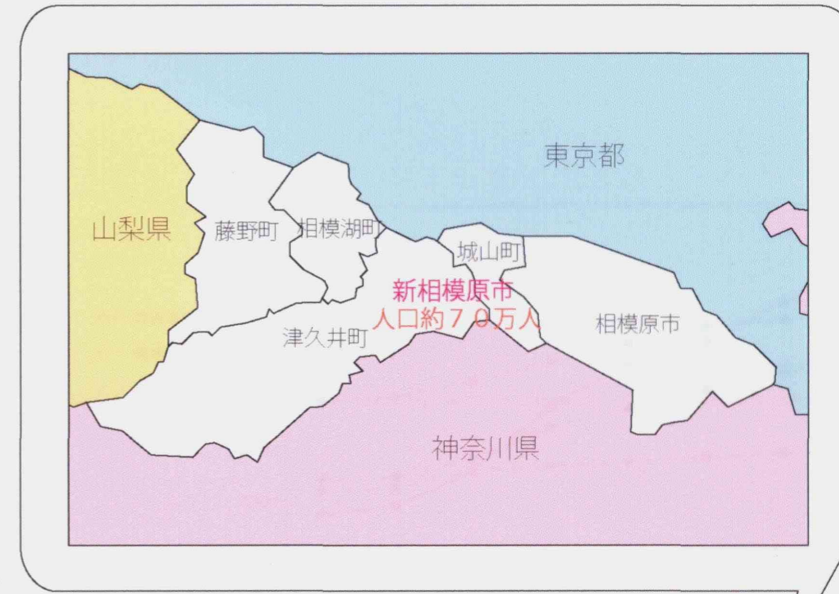 東京都
山梨県
藤野町
相模湖町
城山町
新相模原市
人口約７０万人
津久井町
相模原市
神奈川県